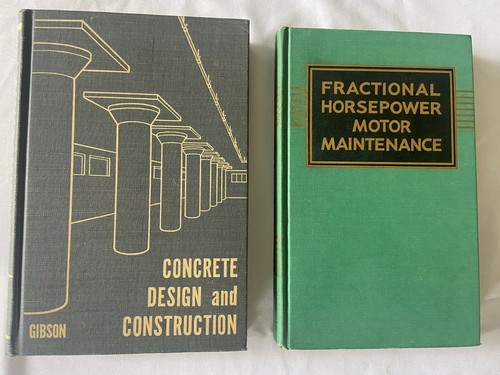 CONCRETE
DESIGN and
CONSTRUCTION
GIBSON
FRACTIONAL
HORSEPOWER
MOTOR
MAINTENANCE